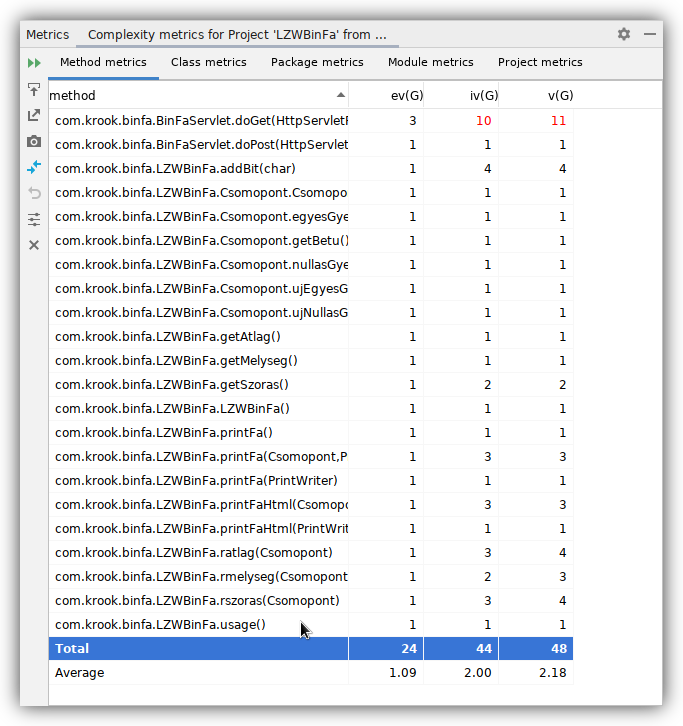 Metrics Complexity metrics for Project 'LZWBinFa' from ...
Method metrics Class metrics Package metrics Module metrics Project metrics
method ev(G) iv(G) v(G)
com.krook.binfa.BinFaServlet.doGet(HttpServletF 3 10 11
com.krook.binfa.BinFaServlet.doPost(HttpServlet 1 1 1
com.krook.binfa.LZWBinFa.addBit(char) 1 4 4
com.krook.binfa.LZWBinFa.Csomopont.Csomopo 1 1 1
com.krook.binfa.LZWBinFa.Csomopont.egyesGye 1 1 1
com.krook.binfa.LZWBinFa.Csomopont.getBetu() 1 1 1
com.krook.binfa.LZWBinFa.Csomopont.nullasGye 1 1 1
com.krook.binfa.LZWBinFa.Csomopont.ujEgyesG 1 1 1
com.krook.binfa.LZWBinFa.Csomopont.ujNullasG 1 1 1
com.krook.binfa.LZWBinFa.getAtlag() 1 1 1
com.krook.binfa.LZWBinFa.getMelyseg() 1 1 1
com.krook.binfa.LZWBinFa.getSzoras() 1 2 2
com.krook.binfa.LZWBinFa.LZWBinFa() 1 1 1
com.krook.binfa.LZWBinFa.printFa() 1 1 1
com.krook.binfa.LZWBinFa.printFa(Csomopont,P 1 3 3
com.krook.binfa.LZWBinFa.printFa(PrintWriter) 1 1 1
com.krook.binfa.LZWBinFa.printFaHtml(Csomopo 1 3 3
com.krook.binfa.LZWBinFa.printFaHtml(PrintWrit 1 1 1
com.krook.binfa.LZWBinFa.ratlag(Csomopont) 1 3 4
com.krook.binfa.LZWBinFa.rmelyseg(Csomopont 1 2 3
com.krook.binfa.LZWBinFa.rszoras(Csomopont) 1 3 4
com.krook.binfa.LZWBinFa.usage() 1 1 1
Total 24 44 48
Average 1.09 2.00 2.18